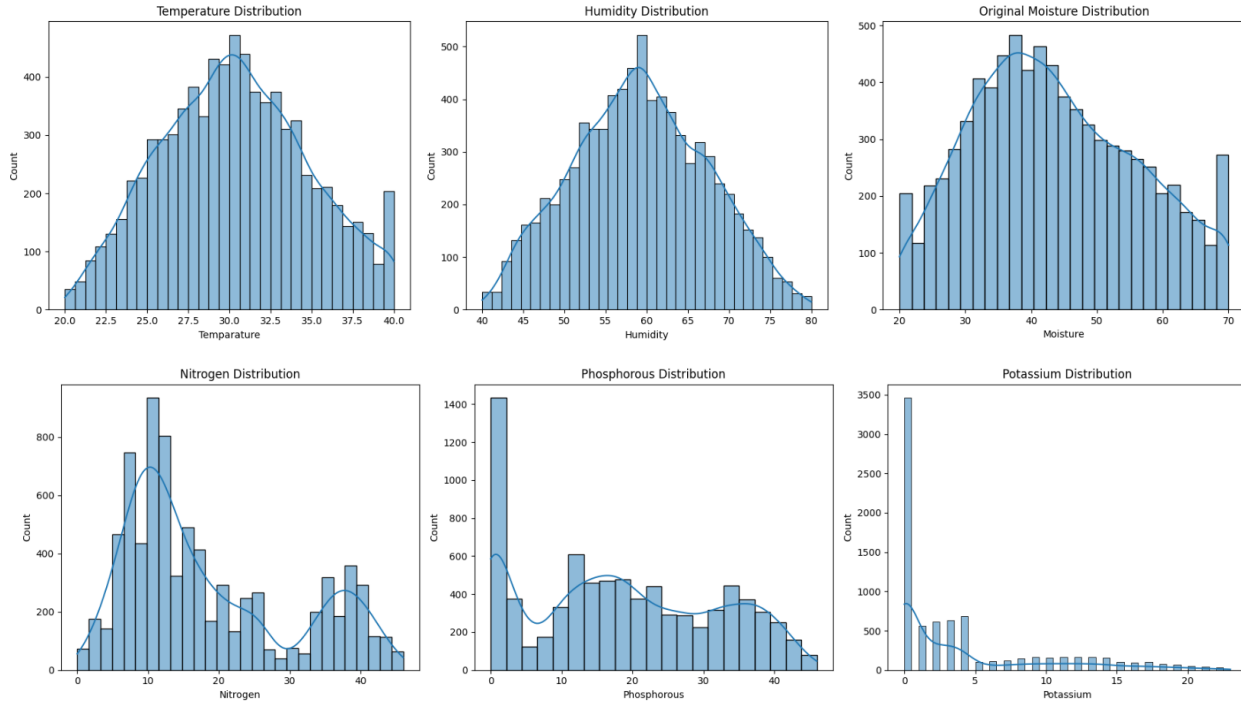 Temperature Distribution
Count
400
300
200
100
0
20.0 22.5 25.0 27.5 30.0 32.5 35.0 37.5 40.0
Temparature
Humidity Distribution
Count
500
400
300
200
100
0
40 45 50 55 60 65 70 75 80
Humidity
Original Moisture Distribution
Count
500
400
300
200
100
0
20 30 40 50 60 70
Moisture
Nitrogen Distribution
Count
800
600
400
200
0
0 10 20 30 40
Nitrogen
Phosphorous Distribution
Count
1400
1200
1000
800
600
400
200
0
0 10 20 30 40
Phosphorous
Potassium Distribution
Count
3500
3000
2500
2000
1500
1000
500
0
0 5 10 15 20
Potassium